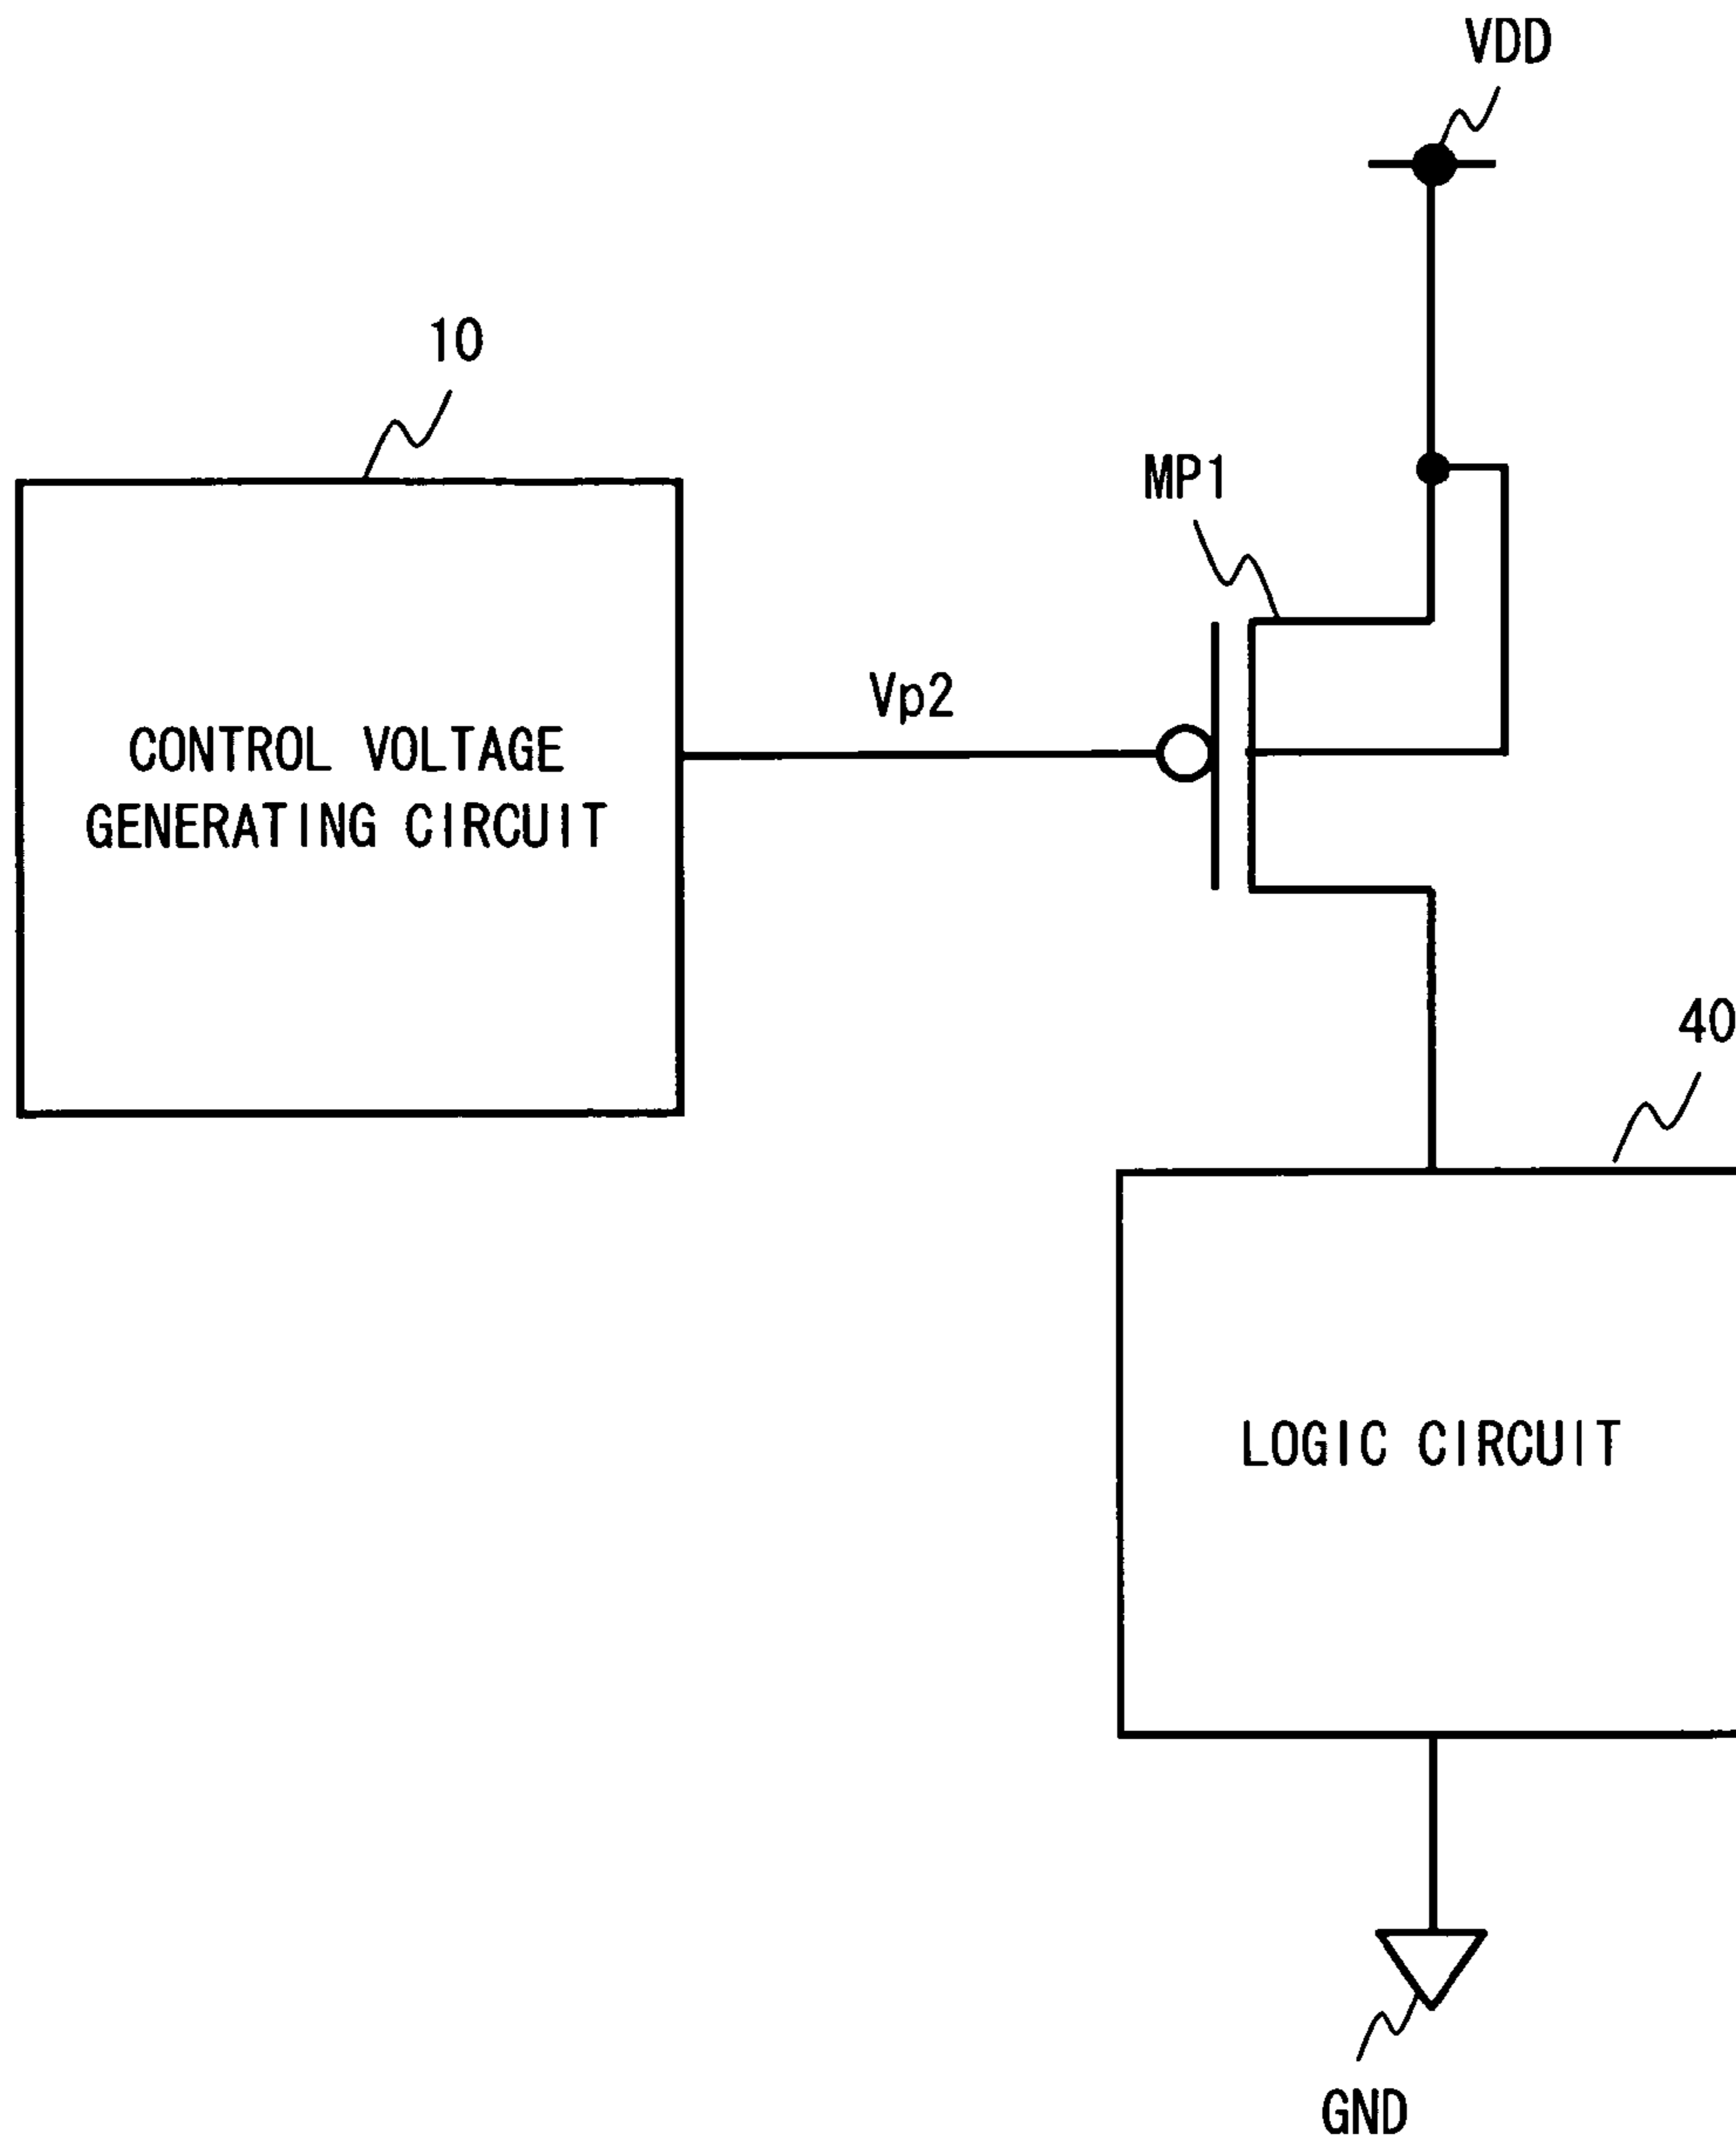 VDD
10
MP1
Vp2
CONTROL VOLTAGE
GENERATING CIRCUIT
40
LOGIC CIRCUIT
GND